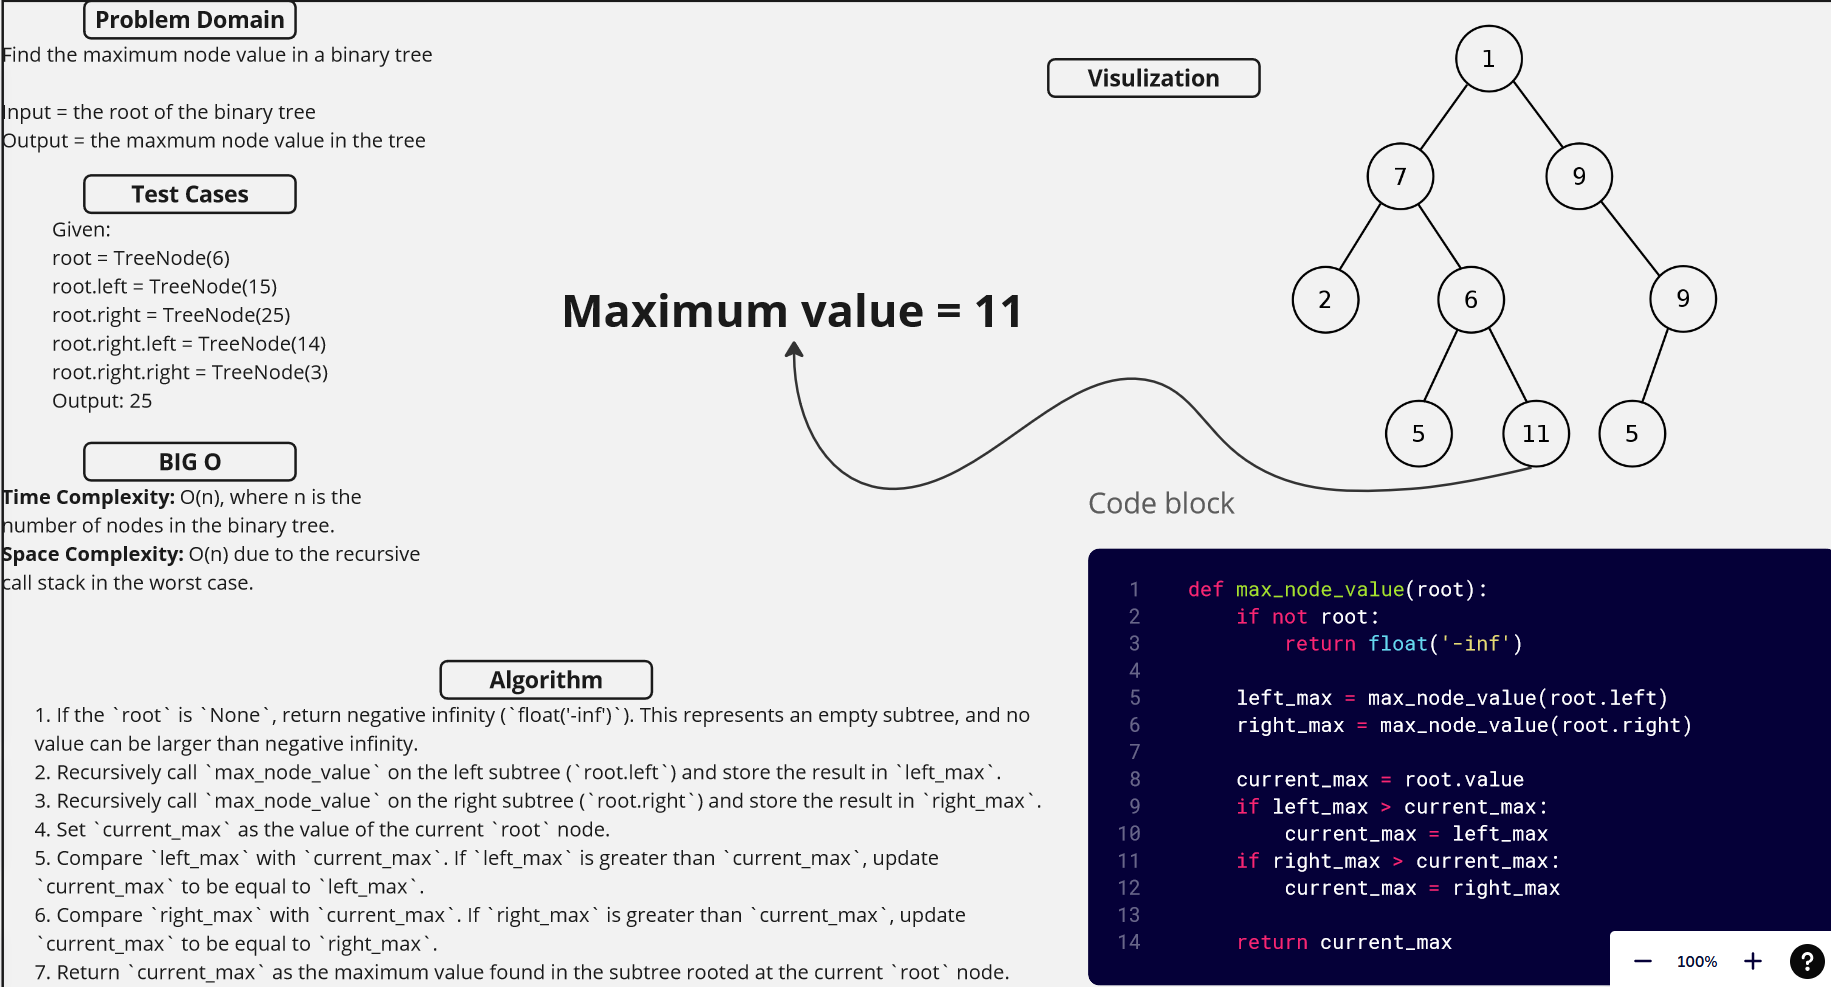 Problem Domain
Find the maximum node value in a binary tree
Input = the root of the binary tree
Output = the maxmum node value in the tree
Test Cases
Given:
root = TreeNode(6)
root.left = TreeNode(15)
root.right = TreeNode(25)
root.right.left = TreeNode(14)
root.right.right = TreeNode(3)
Output: 25
BIG O
Time Complexity: O(n), where n is the
number of nodes in the binary tree.
Space Complexity: O(n) due to the recursive
call stack in the worst case.
Visulization
1
7
9
2
6
9
5
11
5
Maximum value = 11
Algorithm
1. If the `root` is `None`, return negative infinity (`float('-inf')`). This represents an empty subtree, and no
value can be larger than negative infinity.
2. Recursively call `max_node_value` on the left subtree (`root.left`) and store the result in `left_max`.
3. Recursively call `max_node_value` on the right subtree (`root.right`) and store the result in `right_max`.
4. Set `current_max` as the value of the current `root` node.
5. Compare `left_max` with `current_max`. If `left_max` is greater than `current_max`, update
`current_max` to be equal to `left_max`.
6. Compare `right_max` with `current_max`. If `right_max` is greater than `current_max`, update
`current_max` to be equal to `right_max`.
7. Return `current_max` as the maximum value found in the subtree rooted at the current `root` node.
Code block
1 def max_node_value(root):
2 if not root:
3 return float('-inf')
4
5 left_max = max_node_value(root.left)
6 right_max = max_node_value(root.right)
7
8 current_max = root.value
9 if left_max > current_max:
10 current_max = left_max
11 if right_max > current_max:
12 current_max = right_max
13
14 return current_max
− 100% + ?